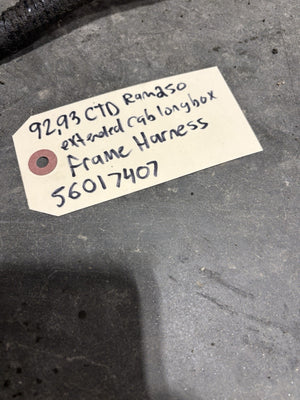 92,93 CTD Ram250
extended cab longbox
Frame Harness
56017407